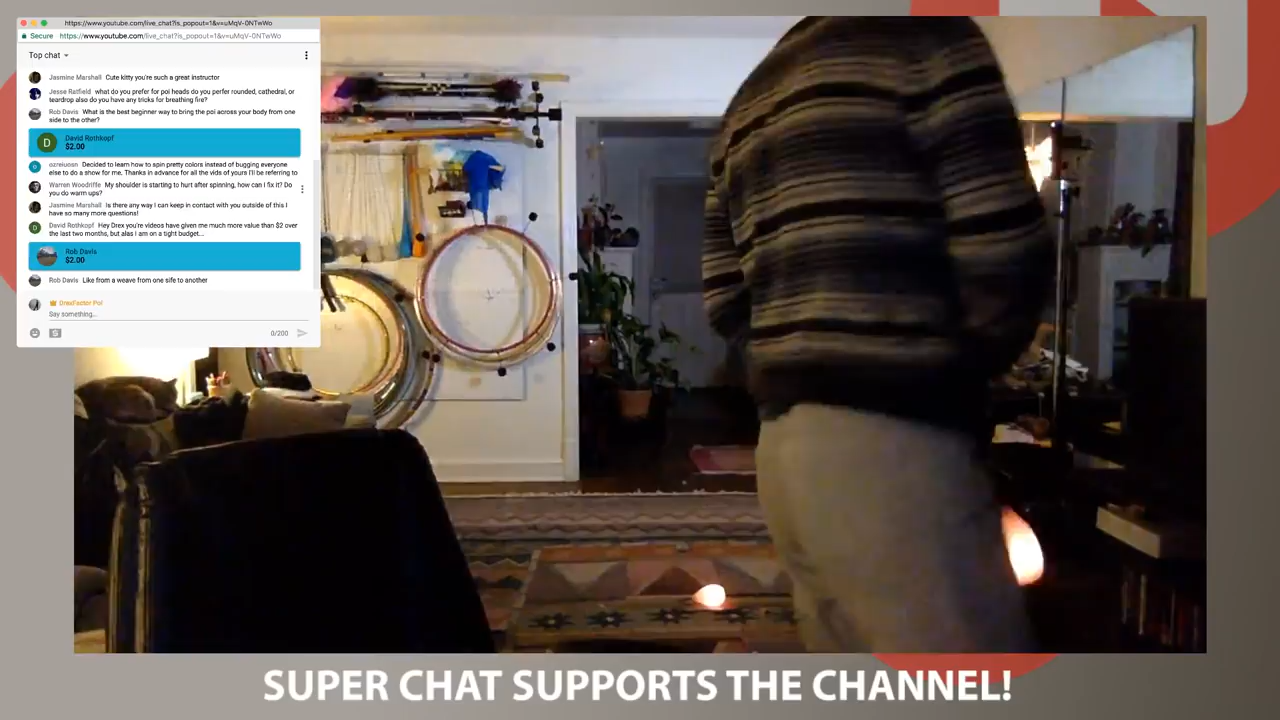 https://www.youtube.com/live_chat?is_popout=1&v=uMqV-0NTwWo
Secure https://www.youtube.com/live_chat?is_popout=1&v=uMqV-0NTwWo
Top chat
Jasmine Marshall Cute kitty you're such a great instructor
Jesse Ratfield what do you prefer for poi heads do you perfer rounded, cathedral, or
teardrop also do you have any tricks for breathing fire?
Rob Davis What is the best beginner way to bring the poi across your body from one
side to the other?
D David Rothkopf
$2.00
Decided to learn how to spin pretty colors instead of bugging everyone
else to do a show for me. Thanks in advance for all the vids of yours I'll be referring to
Warren Woodriffe My shoulder is starting to hurt after spinning, how can I fix it? Do
you do warm ups?
Jasmine Marshall Is there any way I can keep in contact with you outside of this I
have so many more questions!
David Rothkopf Hey Drex you're videos have given me much more value than $2 over
the last two months, but alas I am on a tight budget...
Rob Davis
$2.00
Rob Davis Like from a weave from one sife to another
DrexFactor Poi
Say something...
0/200
SUPER CHAT SUPPORTS THE CHANNEL!